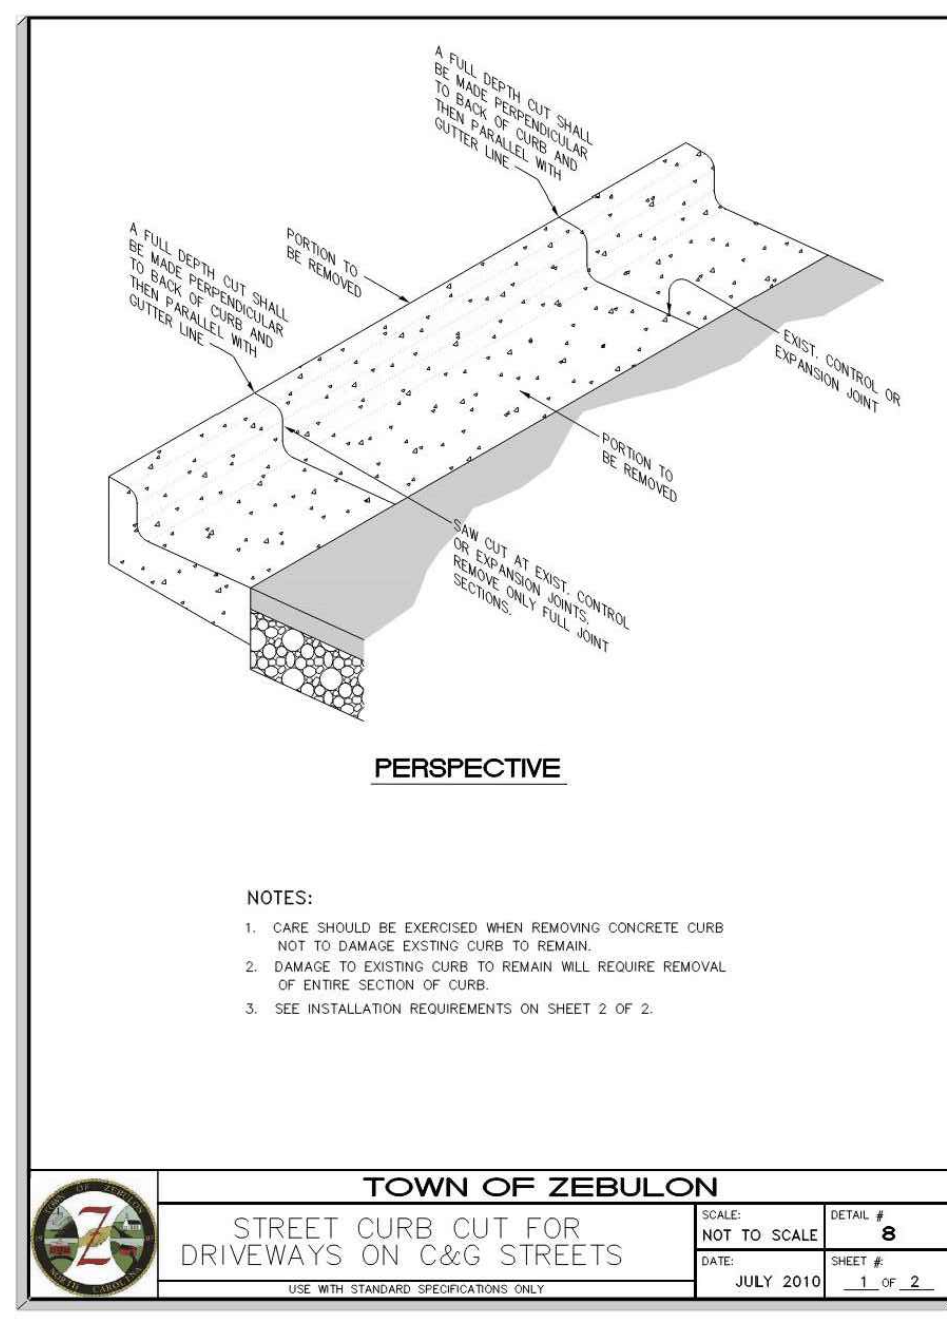 A FULL DEPTH CUT SHALL
BE MADE PERPENDICULAR
TO BACK OF CURB AND
THEN PARALLEL WITH
GUTTER LINE
A FULL DEPTH CUT SHALL
BE MADE PERPENDICULAR
TO BACK OF CURB AND
THEN PARALLEL WITH
GUTTER LINE
PORTION TO
BE REMOVED
EXIST. CONTROL OR
EXPANSION JOINT
PORTION TO
BE REMOVED
SAW CUT AT EXIST. CONTROL
OR EXPANSION JOINTS,
REMOVE ONLY FULL JOINT
SECTIONS.
PERSPECTIVE
NOTES:
1. CARE SHOULD BE EXERCISED WHEN REMOVING CONCRETE CURB
NOT TO DAMAGE EXSTING CURB TO REMAIN.
2. DAMAGE TO EXISTING CURB TO REMAIN WILL REQUIRE REMOVAL
OF ENTIRE SECTION OF CURB.
3. SEE INSTALLATION REQUIREMENTS ON SHEET 2 OF 2.
TOWN OF ZEBULON
Z
NORTH CAROLINA
TOWN OF ZEBULON
STREET CURB CUT FOR
DRIVEWAYS ON C&G STREETS
USE WITH STANDARD SPECIFICATIONS ONLY
SCALE:
NOT TO SCALE
DETAIL #
8
DATE:
JULY 2010
SHEET #:
1 OF 2